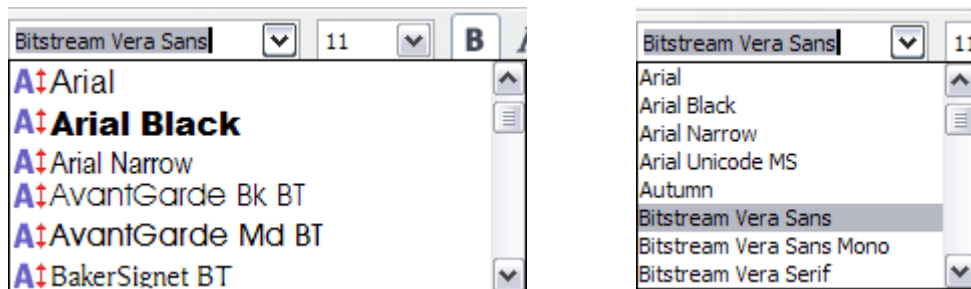 Bitstream Vera Sans 11 B
Arial
Arial Black
Arial Narrow
AvantGarde Bk BT
AvantGarde Md BT
BakerSignet BT
Bitstream Vera Sans 11
Arial
Arial Black
Arial Narrow
Arial Unicode MS
Autumn
Bitstream Vera Sans
Bitstream Vera Sans Mono
Bitstream Vera Serif